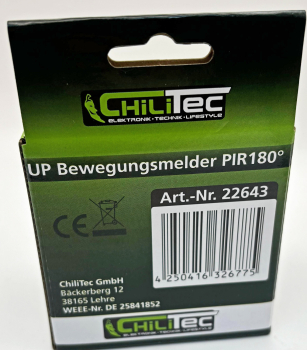 CHiLiTEC
ELEKTRONIK•TECHNIK•LIFESTYLE
UP Bewegungsmelder PIR180°
Art.-Nr. 22643
CE
4 250416 326775
ChiliTec GmbH
Bäckerberg 12
38165 Lehre
WEEE-Nr. DE 25841852
CHiLiTEC